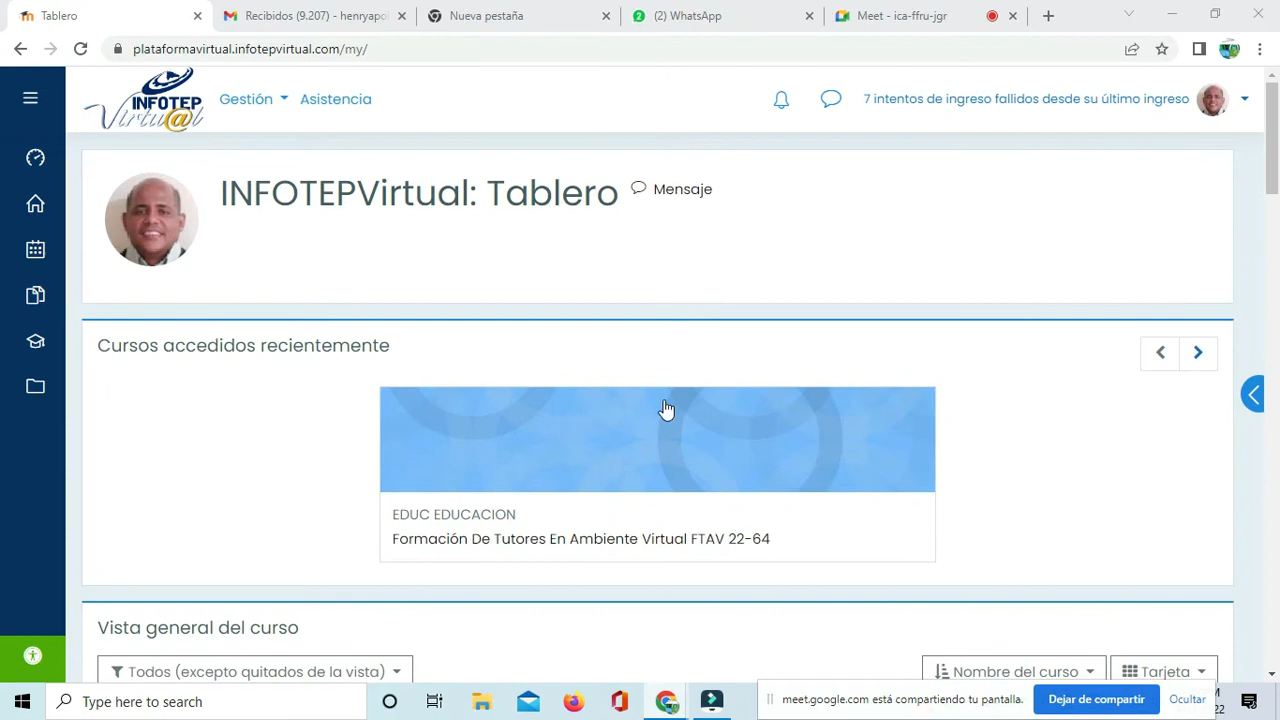 Tablero
Recibidos (9.207) - henryapol
Nueva pestaña
2
(2) WhatsApp
Meet - ica-ffru-jgr
plataformavirtual.infotepvirtual.com/my/
INFOTEP
Virtu@l
Gestión
Asistencia
7 intentos de ingreso fallidos desde su último ingreso
INFOTEPVirtual: Tablero
Mensaje
Cursos accedidos recientemente
EDUC EDUCACION
Formación De Tutores En Ambiente Virtual FTAV 22-64
Vista general del curso
Todos (excepto quitados de la vista)
Nombre del curso
Tarjeta
Type here to search
meet.google.com está compartiendo tu pantalla.
Dejar de compartir
Ocultar